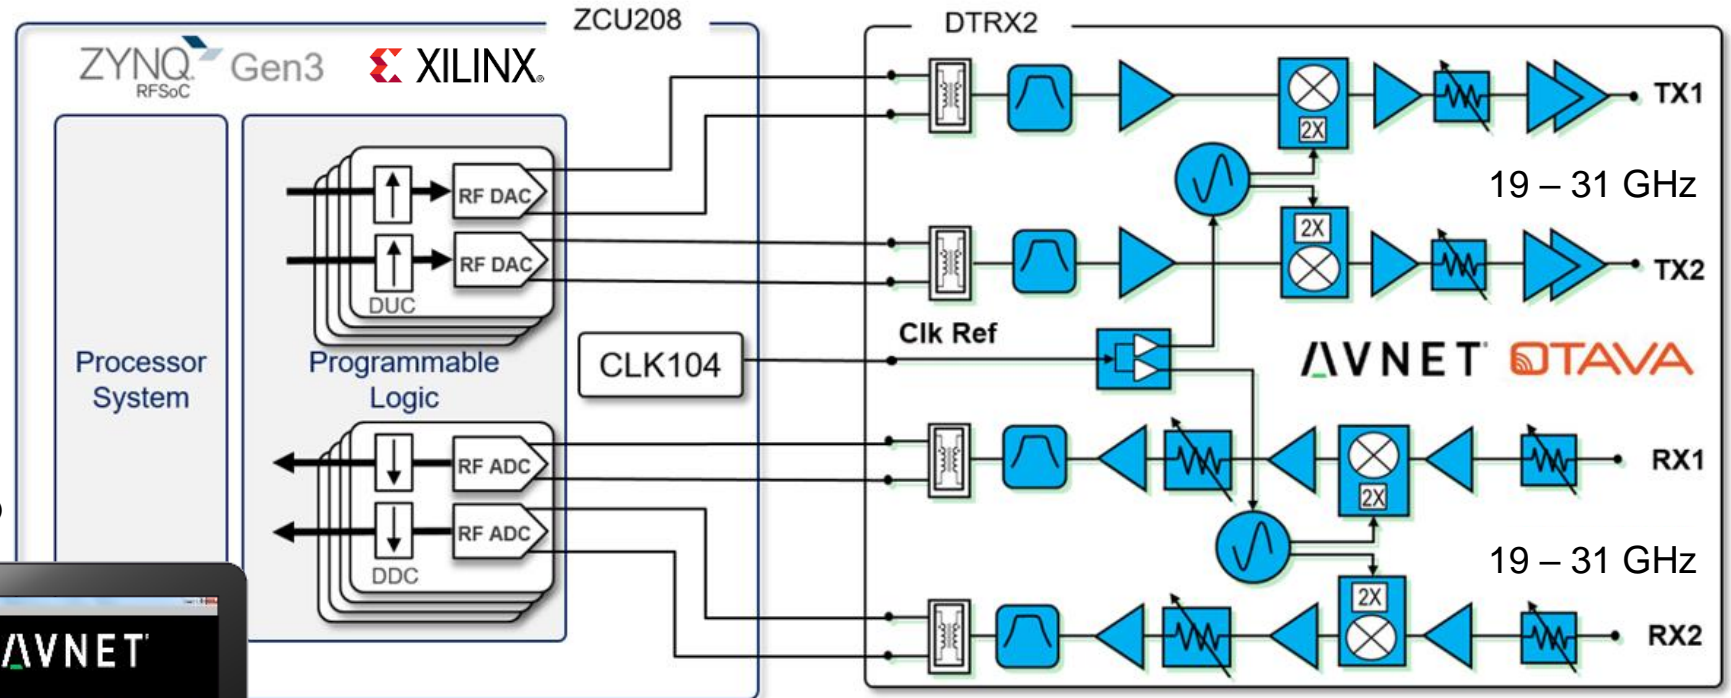 ZCU208
DTRX2
ZYNQ
RFSoC
Gen3
XILINX
TX1
2X
RF DAC
19 – 31 GHz
2X
RF DAC
TX2
DUC
Clk Ref
Processor
System
Programmable
Logic
CLK104
AVNET
OTAVA
RF ADC
RX1
2X
RF ADC
19 – 31 GHz
DDC
2X
RX2
AVNET